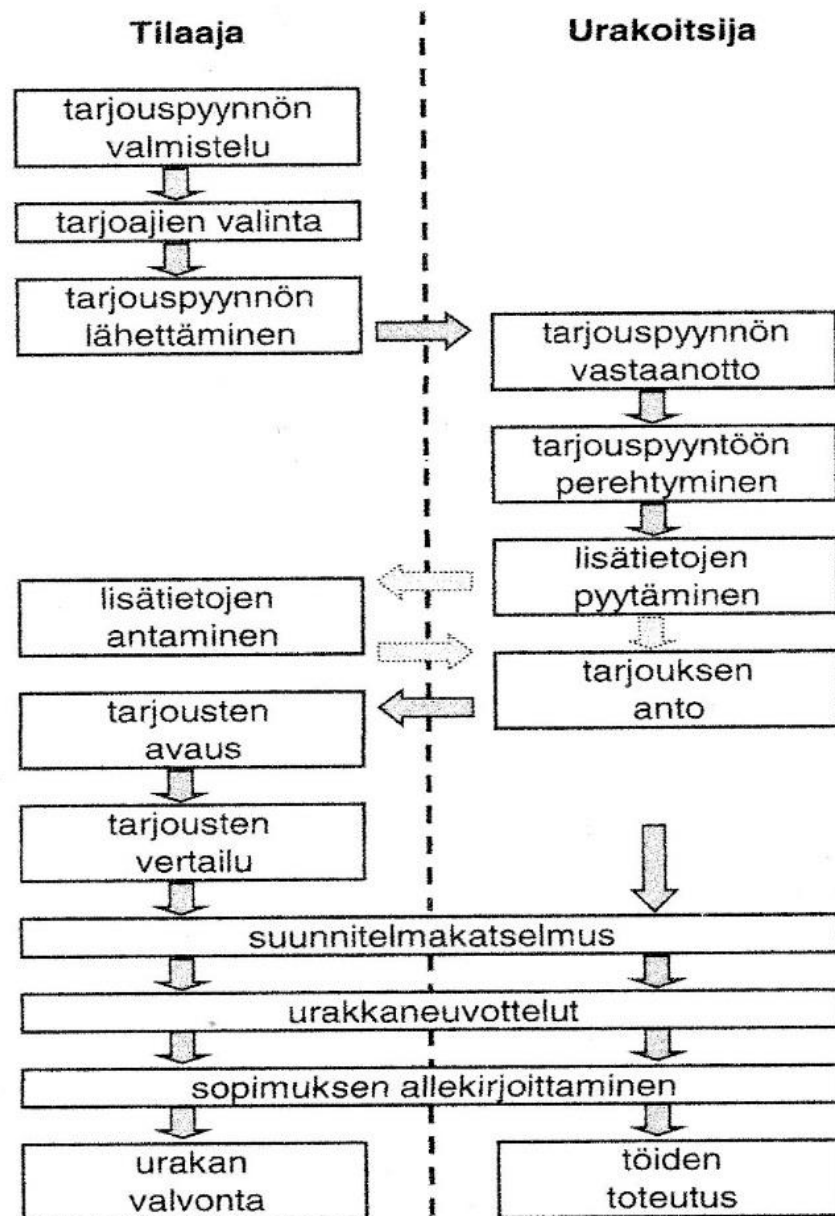 Tilaaja
Urakoitsija
tarjouspyynnön
valmistelu
tarjoajien valinta
tarjouspyynnön
lähettäminen
tarjouspyynnön
vastaanotto
tarjouspyyntöön
perehtyminen
lisätietojen
pyytäminen
lisätietojen
antaminen
tarjouksen
anto
tarjousten
avaus
tarjousten
vertailu
suunnitelmakatselmus
urakkaneuvottelut
sopimuksen allekirjoittaminen
urakan
valvonta
töiden
toteutus